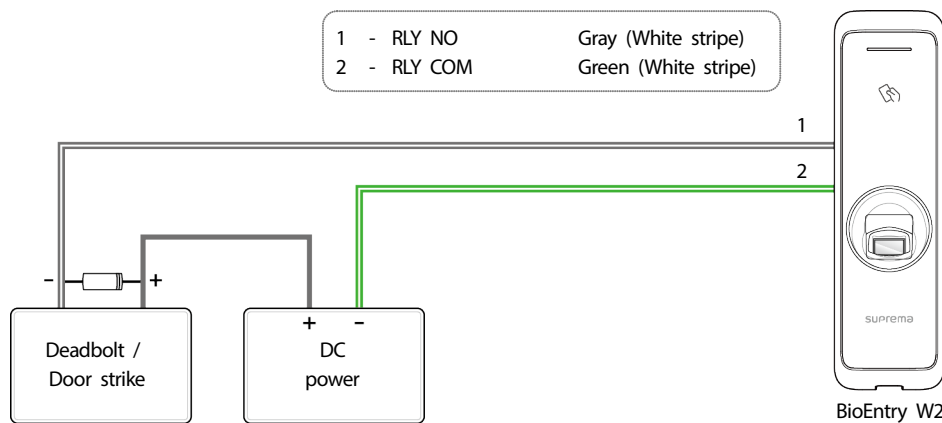 1 - RLY NO Gray (White stripe)
2 - RLY COM Green (White stripe)
1
2
- +
+ -
Deadbolt /
Door strike
DC
power
suprema
BioEntry W2